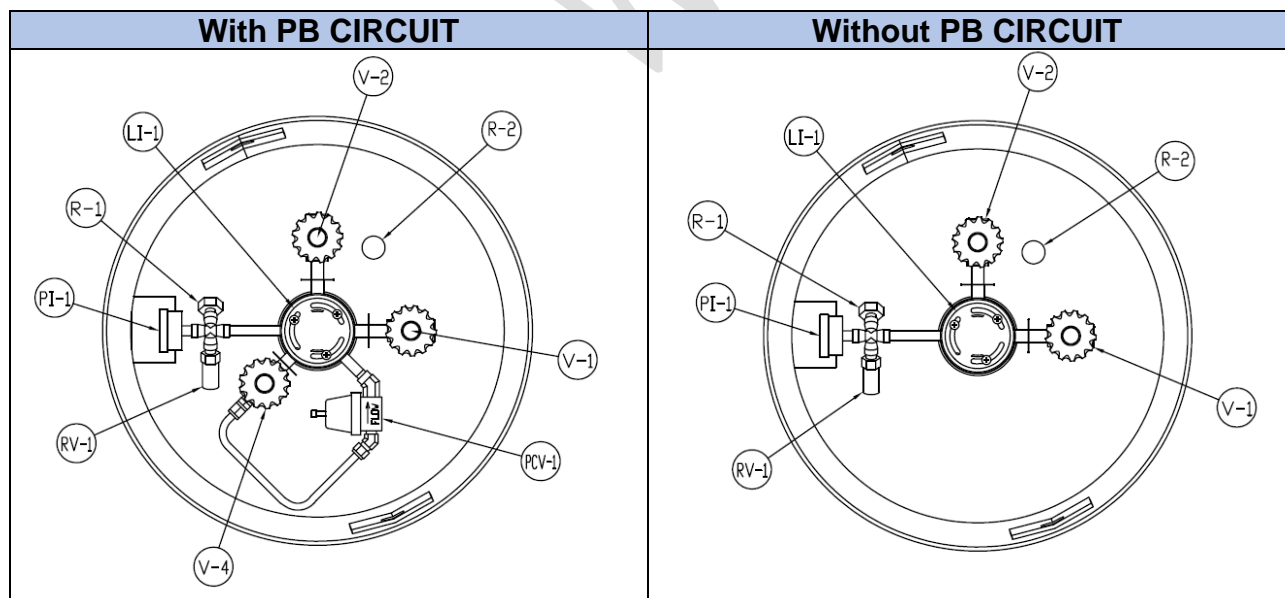 With PB CIRCUIT
Without PB CIRCUIT
V-2
LI-1
R-2
R-1
PI-1
V-1
RV-1
FLOW
PCV-1
V-4
V-2
LI-1
R-2
R-1
PI-1
V-1
RV-1